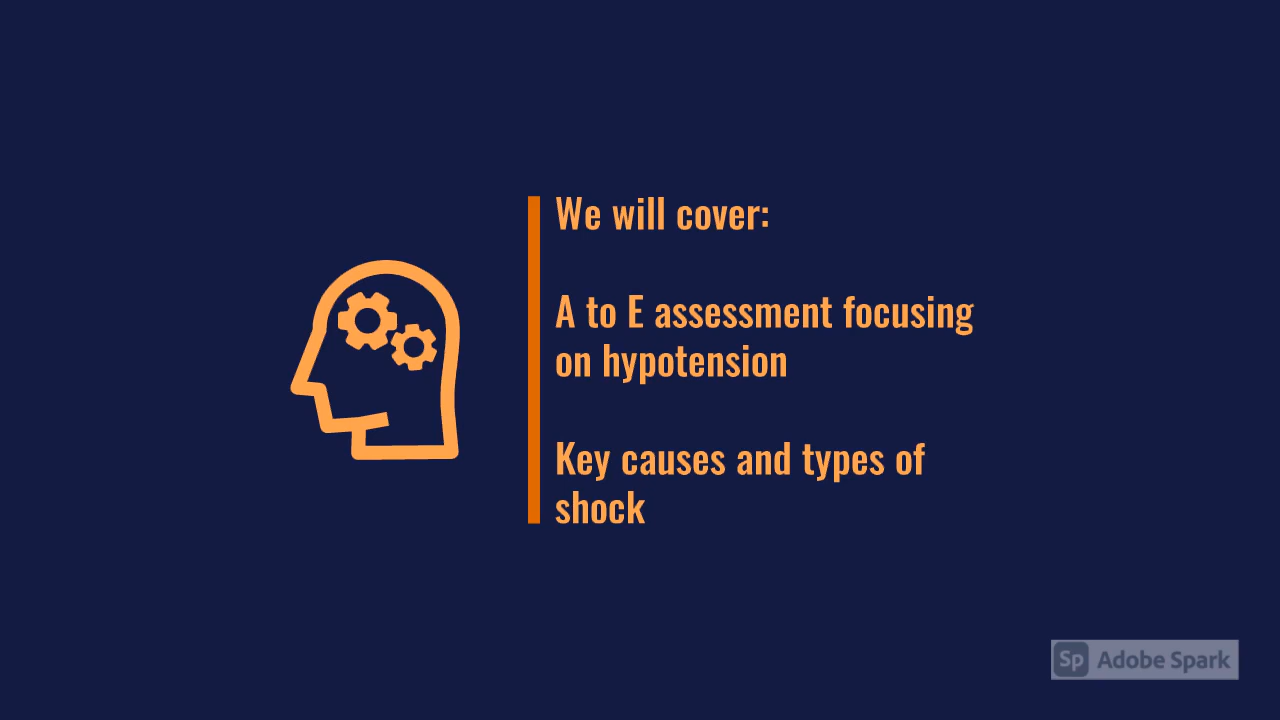 We will cover:
A to E assessment focusing
on hypotension
Key causes and types of
shock
Sp Adobe Spark